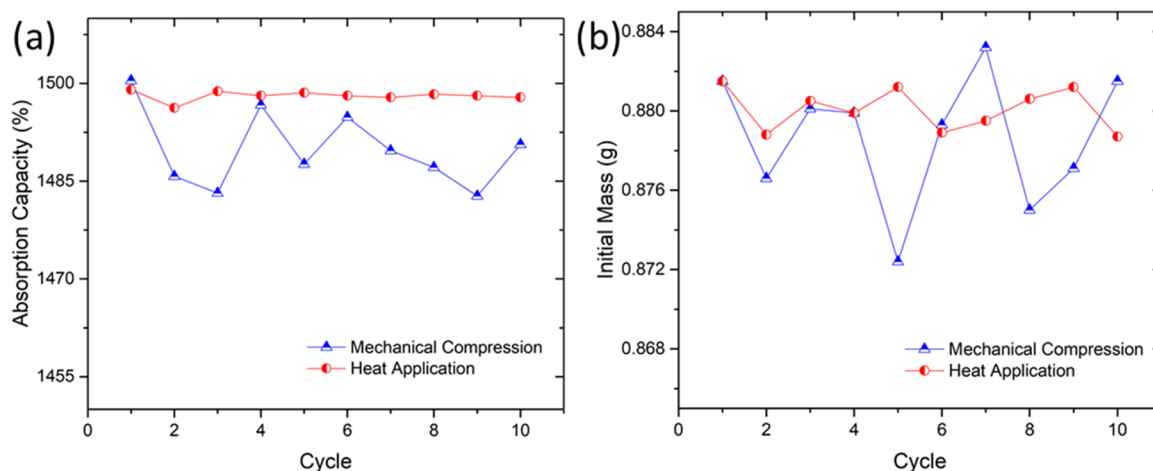 (a)
Absorption Capacity (%)
1500
1485
1470
1455
0 2 4 6 8 10
Cycle
Mechanical Compression
Heat Application
(b)
Initial Mass (g)
0.884
0.880
0.876
0.872
0.868
0 2 4 6 8 10
Cycle
Mechanical Compression
Heat Application